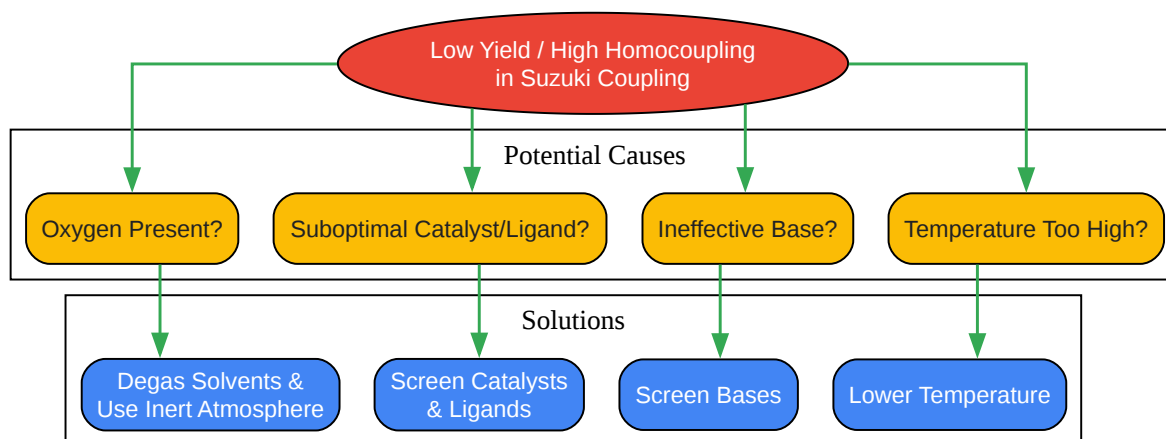 Low Yield / High Homocoupling
in Suzuki Coupling
Potential Causes
Oxygen Present?
Suboptimal Catalyst/Ligand?
Ineffective Base?
Temperature Too High?
Solutions
Degas Solvents &
Use Inert Atmosphere
Screen Catalysts
& Ligands
Screen Bases
Lower Temperature